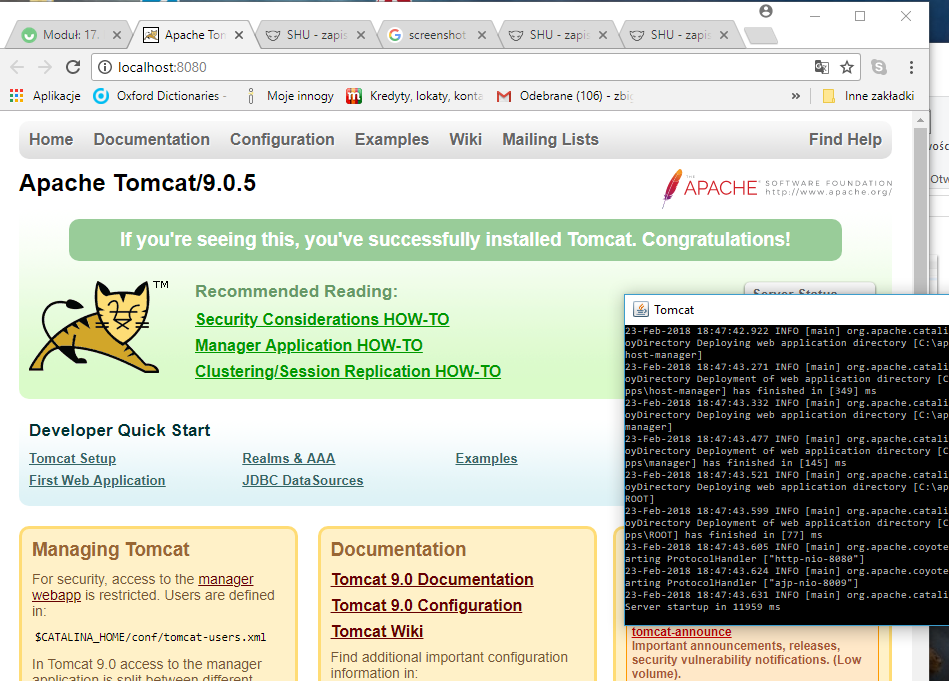 Moduł: 17.
Apache Tom
SHU - zapis
screenshot
SHU - zapis
SHU - zapis
localhost:8080
Aplikacje
Oxford Dictionaries -
Moje innogy
Kredyty, lokaty, konta
Odebrane (106) - zbig
»
Inne zakładki
Home Documentation Configuration Examples Wiki Mailing Lists Find Help
Apache Tomcat/9.0.5
THE
APACHE
SOFTWARE FOUNDATION
http://www.apache.org/
If you're seeing this, you've successfully installed Tomcat. Congratulations!
TM
Recommended Reading:
Security Considerations HOW-TO
Manager Application HOW-TO
Clustering/Session Replication HOW-TO
Server Status
Developer Quick Start
Tomcat Setup
First Web Application
Realms & AAA
JDBC DataSources
Examples
Managing Tomcat
For security, access to the manager
webapp is restricted. Users are defined
in:
$CATALINA_HOME/conf/tomcat-users.xml
In Tomcat 9.0 access to the manager
application is split between different
Documentation
Tomcat 9.0 Documentation
Tomcat 9.0 Configuration
Tomcat Wiki
Find additional important configuration
information in:
Tomcat
23-Feb-2018 18:47:42.922 INFO [main] org.apache.catali
oyDirectory Deploying web application directory [C:\ap
host-manager]
23-Feb-2018 18:47:43.271 INFO [main] org.apache.catali
oyDirectory Deployment of web application directory [C
pps\host-manager] has finished in [349] ms
23-Feb-2018 18:47:43.332 INFO [main] org.apache.catali
oyDirectory Deploying web application directory [C:\ap
manager]
23-Feb-2018 18:47:43.477 INFO [main] org.apache.catali
oyDirectory Deployment of web application directory [C
pps\manager] has finished in [145] ms
23-Feb-2018 18:47:43.521 INFO [main] org.apache.catali
oyDirectory Deploying web application directory [C:\ap
ROOT]
23-Feb-2018 18:47:43.599 INFO [main] org.apache.catali
oyDirectory Deployment of web application directory [C
pps\ROOT] has finished in [77] ms
23-Feb-2018 18:47:43.605 INFO [main] org.apache.coyote
arting ProtocolHandler ["http-nio-8080"]
23-Feb-2018 18:47:43.624 INFO [main] org.apache.coyote
arting ProtocolHandler ["ajp-nio-8009"]
23-Feb-2018 18:47:43.631 INFO [main] org.apache.catali
Server startup in 11959 ms
tomcat-announce
Important announcements, releases,
security vulnerability notifications. (Low
volume).
wośc
Otw